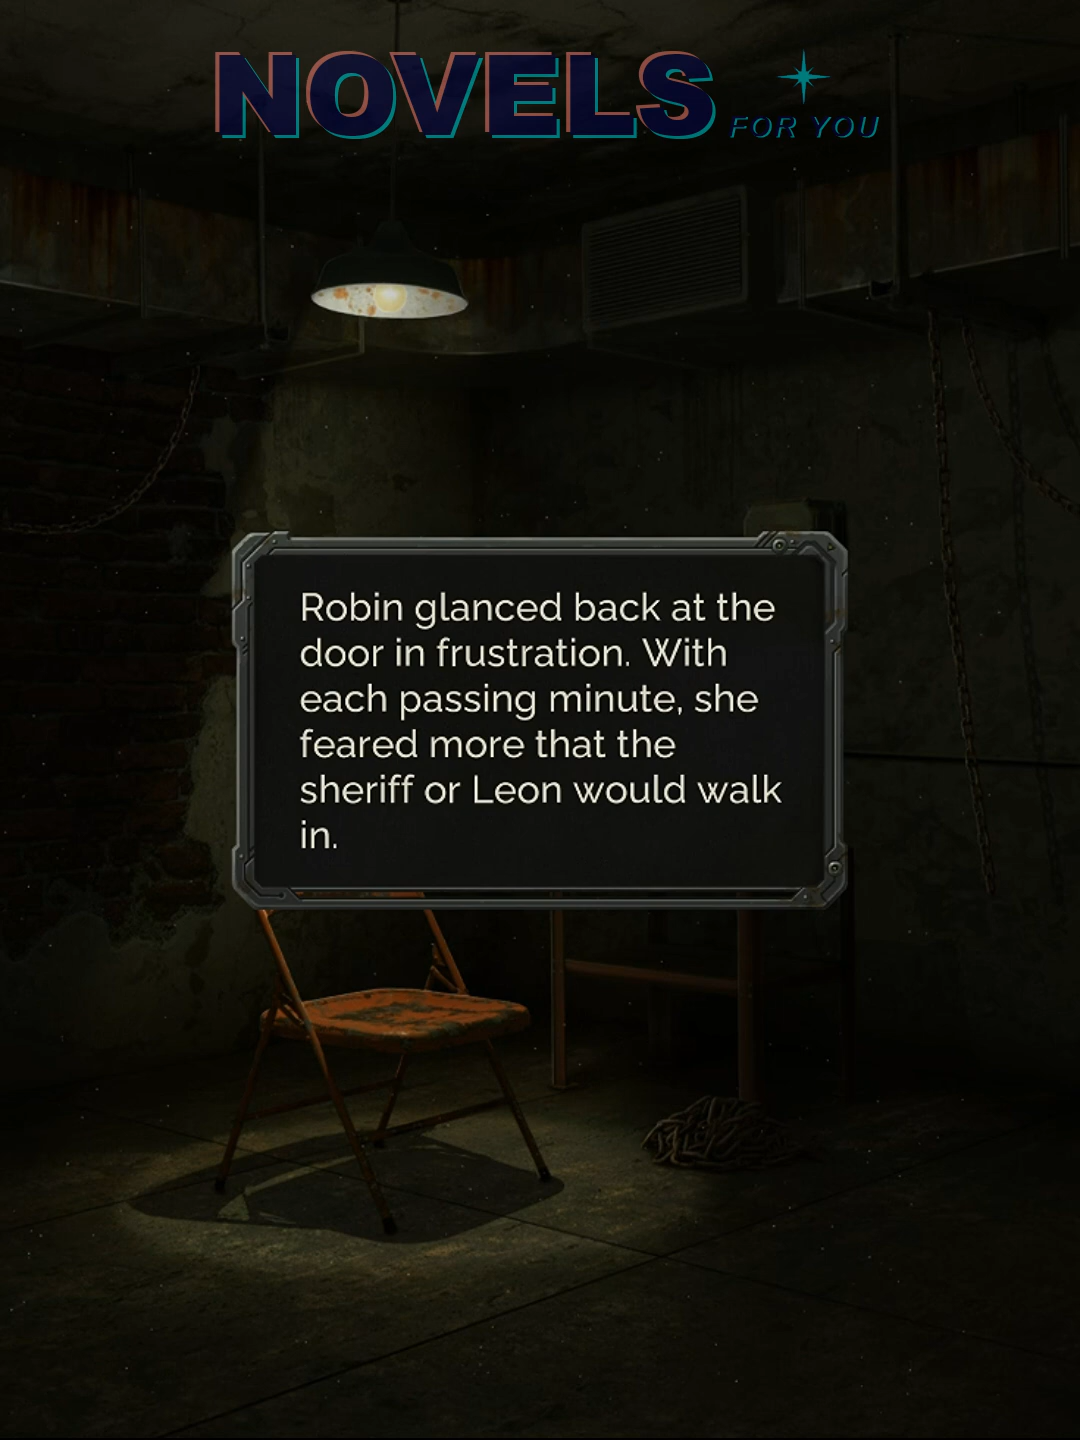 NOVELS
FOR YOU
Robin glanced back at the
door in frustration. With
each passing minute, she
feared more that the
sheriff or Leon would walk
in.